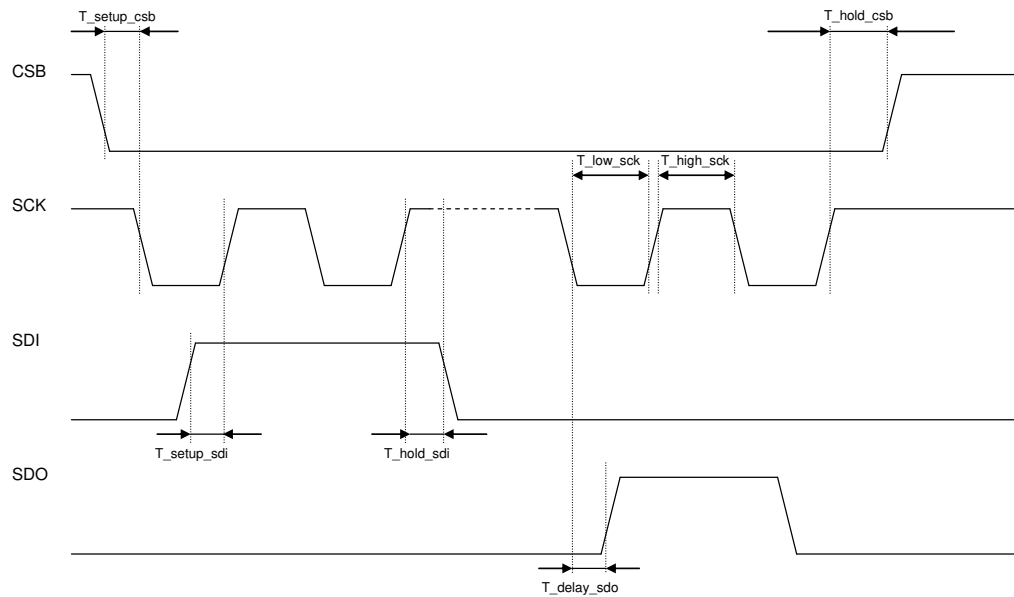 T_setup_csb
T_hold_csb
CSB
T_low_sck
T_high_sck
SCK
SDI
T_setup_sdi
T_hold_sdi
SDO
T_delay_sdo